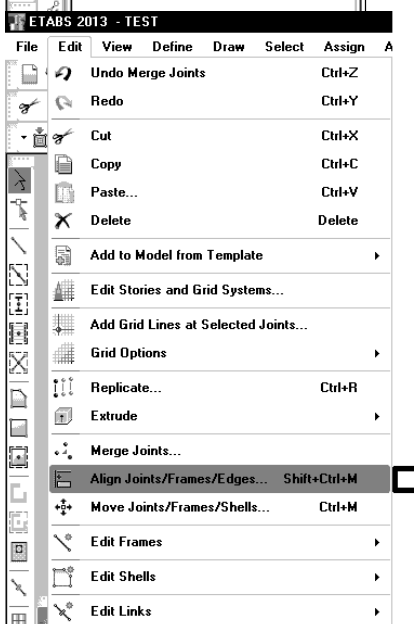 ETABS 2013 - TEST
File Edit View Define Draw Select Assign A
Undo Merge Joints Ctrl+Z
Redo Ctrl+Y
Cut Ctrl+X
Copy Ctrl+C
Paste... Ctrl+V
Delete Delete
Add to Model from Template
Edit Stories and Grid Systems...
Add Grid Lines at Selected Joints...
Grid Options
Replicate... Ctrl+R
Extrude
Merge Joints...
Align Joints/Frames/Edges... Shift+Ctrl+M
Move Joints/Frames/Shells... Ctrl+M
Edit Frames
Edit Shells
Edit Links